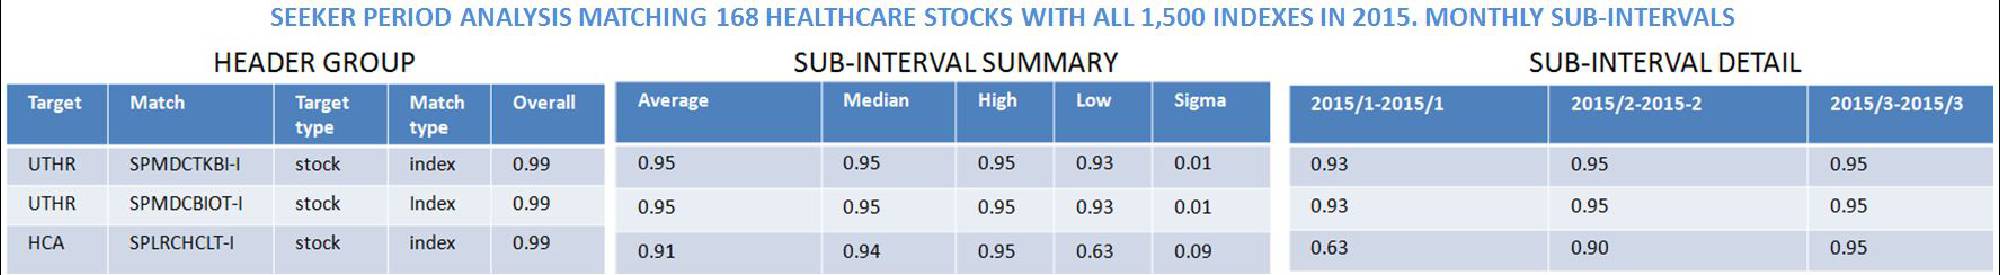 SEEKER PERIOD ANALYSIS MATCHING 168 HEALTHCARE STOCKS WITH ALL 1,500 INDEXES IN 2015. MONTHLY SUB-INTERVALS
HEADER GROUP
Target Match Target type Match type Overall
UTHR SPMDCTKBI-I stock index 0.99
UTHR SPMDCBIOT-I stock Index 0.99
HCA SPLRCHCLT-I stock index 0.99
SUB-INTERVAL SUMMARY
Average Median High Low Sigma
0.95 0.95 0.95 0.93 0.01
0.95 0.95 0.95 0.93 0.01
0.91 0.94 0.95 0.63 0.09
SUB-INTERVAL DETAIL
2015/1-2015/1 2015/2-2015-2 2015/3-2015/3
0.93 0.95 0.95
0.93 0.95 0.95
0.63 0.90 0.95